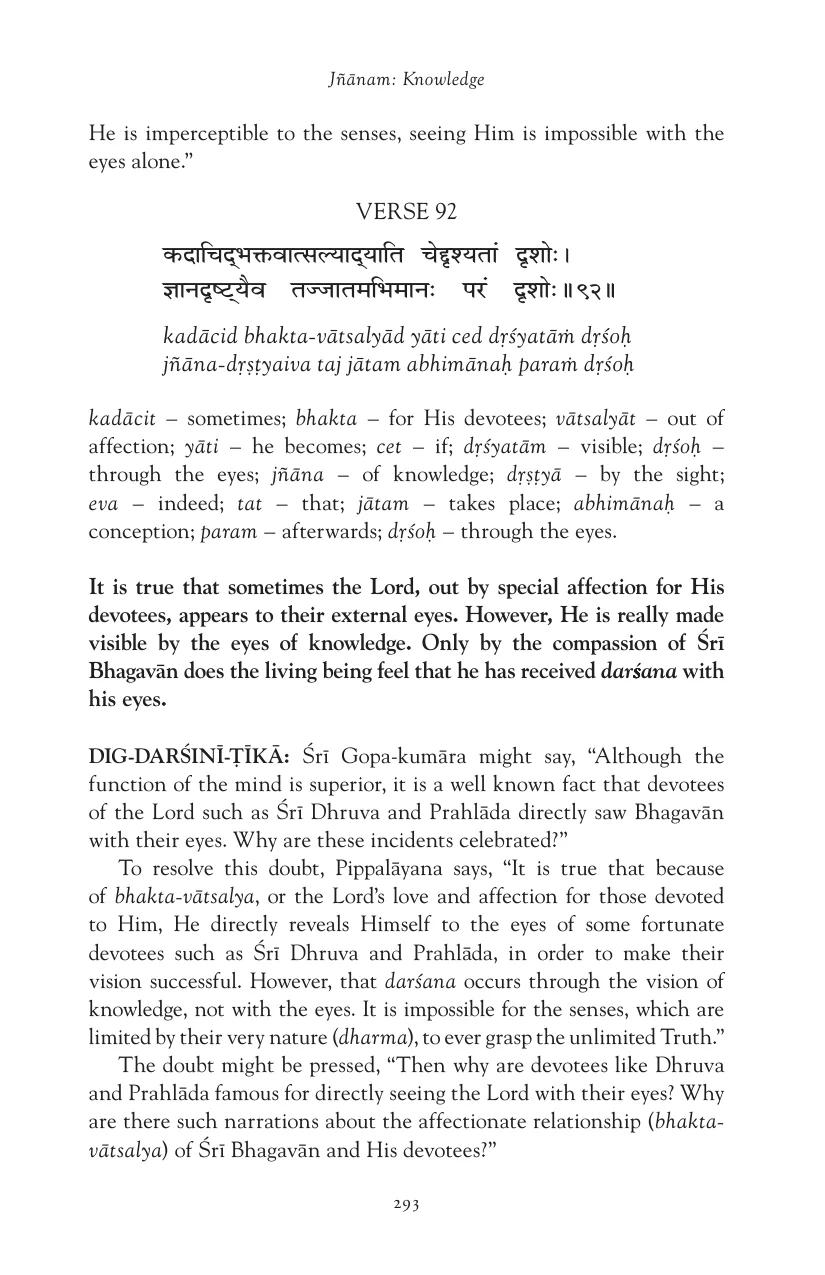 Jñānam: Knowledge
He is imperceptible to the senses, seeing Him is impossible with the
eyes alone.”
VERSE 92
कदाचिद्भक्तवात्सल्याद्याति चेद्दृश्यतां दृशोः।
ज्ञानदृष्ट्यैव तज्जातमभिमानः परं दृशोः॥९२॥
kadācid bhakta-vātsalyād yāti ced dṛśyatāṁ dṛśoḥ
jñāna-dṛṣṭyaiva taj jātam abhimānaḥ paraṁ dṛśoḥ
kadācit – sometimes; bhakta – for His devotees; vātsalyāt – out of
affection; yāti – he becomes; cet – if; dṛśyatām – visible; dṛśoḥ –
through the eyes; jñāna – of knowledge; dṛṣṭyā – by the sight;
eva – indeed; tat – that; jātam – takes place; abhimānaḥ – a
conception; param – afterwards; dṛśoḥ – through the eyes.
It is true that sometimes the Lord, out by special affection for His
devotees, appears to their external eyes. However, He is really made
visible by the eyes of knowledge. Only by the compassion of Śrī
Bhagavān does the living being feel that he has received darśana with
his eyes.
DIG-DARŚINĪ-ṬĪKĀ: Śrī Gopa-kumāra might say, “Although the
function of the mind is superior, it is a well known fact that devotees
of the Lord such as Śrī Dhruva and Prahlāda directly saw Bhagavān
with their eyes. Why are these incidents celebrated?”
To resolve this doubt, Pippalāyana says, “It is true that because
of bhakta-vātsalya, or the Lord’s love and affection for those devoted
to Him, He directly reveals Himself to the eyes of some fortunate
devotees such as Śrī Dhruva and Prahlāda, in order to make their
vision successful. However, that darśana occurs through the vision of
knowledge, not with the eyes. It is impossible for the senses, which are
limited by their very nature (dharma), to ever grasp the unlimited Truth.”
The doubt might be pressed, “Then why are devotees like Dhruva
and Prahlāda famous for directly seeing the Lord with their eyes? Why
are there such narrations about the affectionate relationship (bhakta-
vātsalya) of Śrī Bhagavān and His devotees?”
293